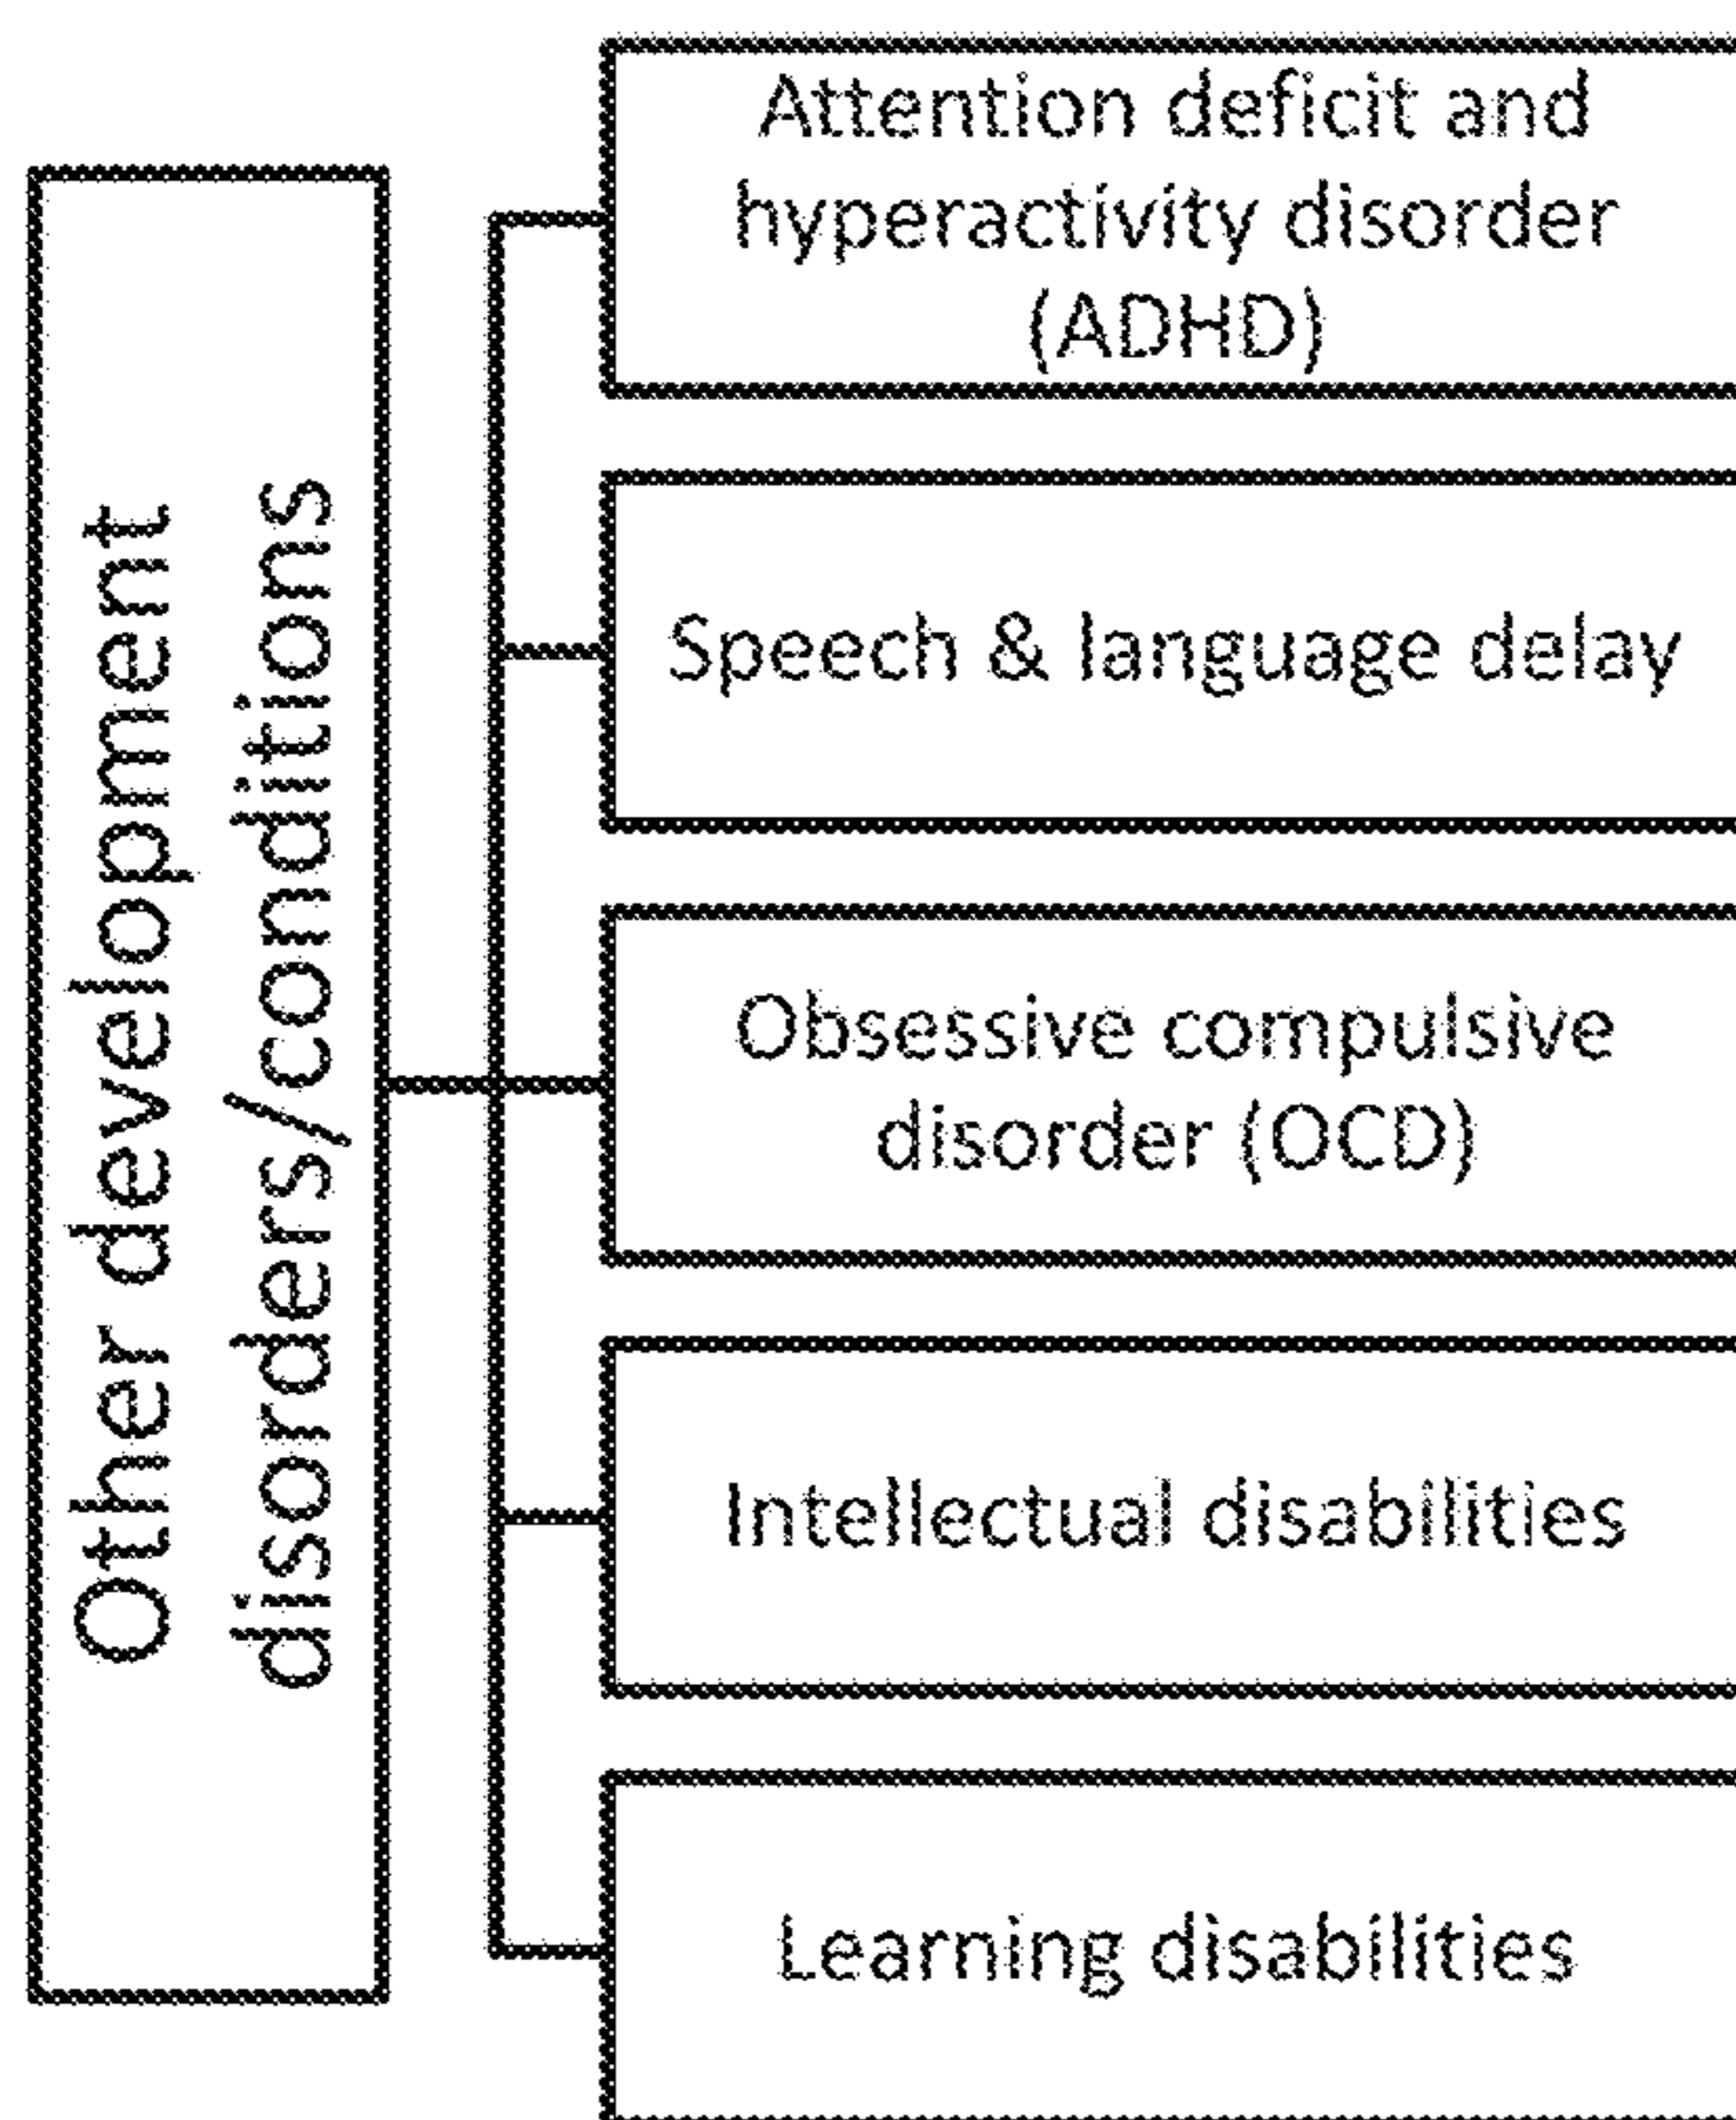 Other development
disorders/conditions
Attention deficit and
hyperactivity disorder
(ADHD)
Speech & language delay
Obsessive compulsive
disorder (OCD)
Intellectual disabilities
Learning disabilities